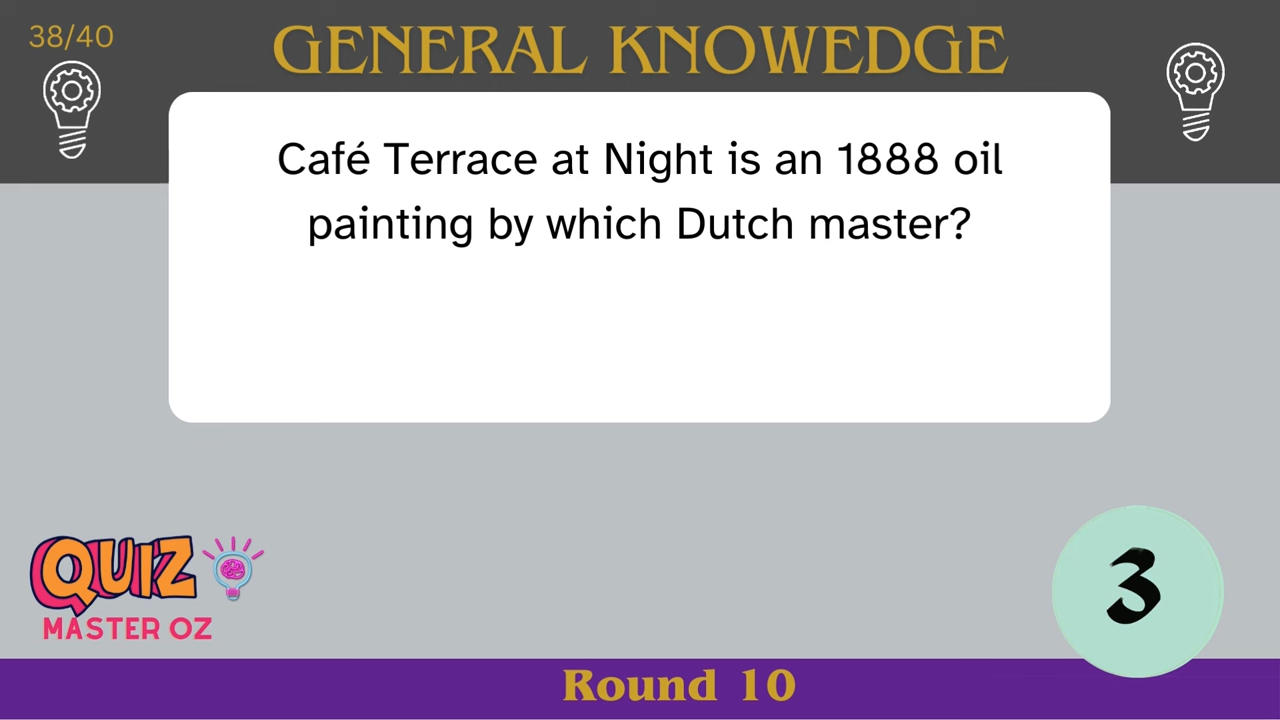 38/40
GENERAL KNOWEDGE
Café Terrace at Night is an 1888 oil
painting by which Dutch master?
QUIZ
MASTER OZ
3
Round 10